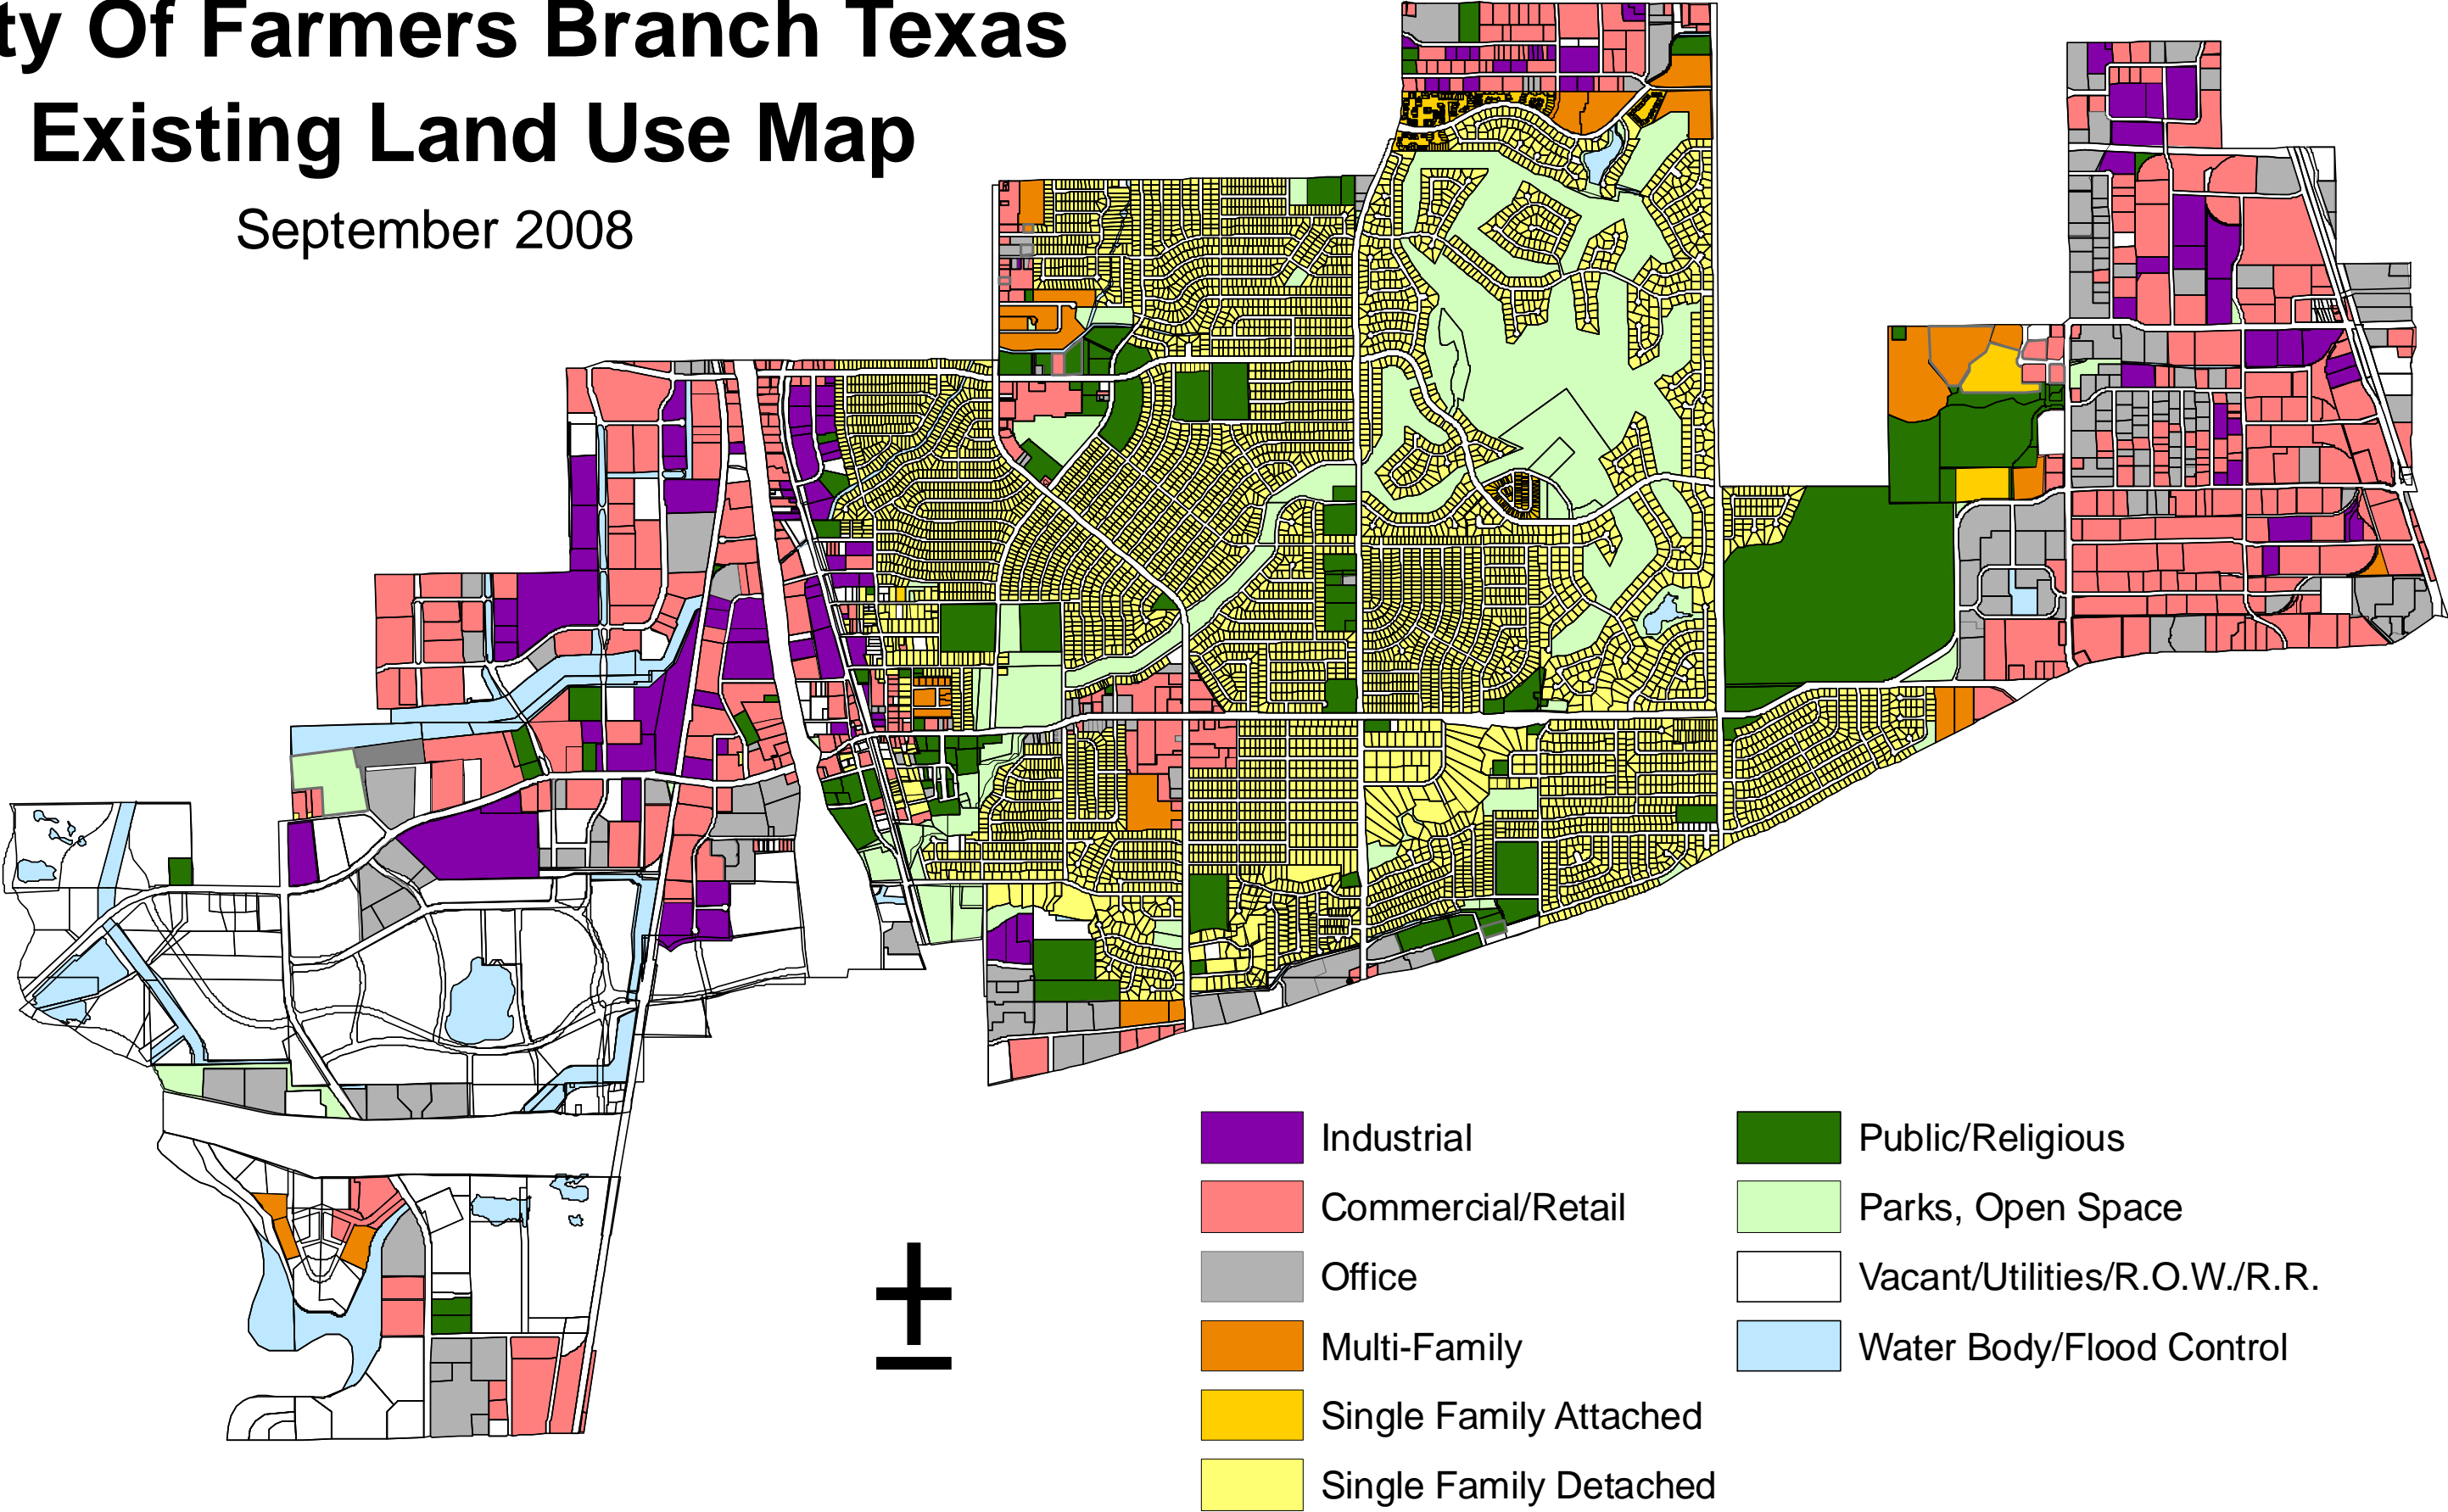 ty Of Farmers Branch Texas
Existing Land Use Map
September 2008
Industrial
Commercial/Retail
Office
Multi-Family
Single Family Attached
Single Family Detached
Public/Religious
Parks, Open Space
Vacant/Utilities/R.O.W./R.R.
Water Body/Flood Control